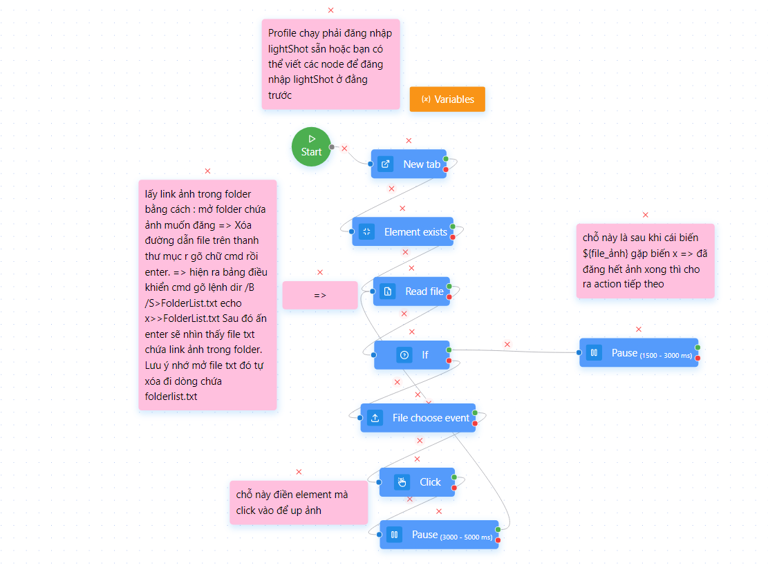 Profile chạy phải đăng nhập
lightShot sẵn hoặc bạn có
thể viết các node để đăng
nhập lightShot ở đằng
trước
{x} Variables
Start
New tab
lấy link ảnh trong folder
bằng cách : mở folder chứa
ảnh muốn đăng => Xóa
đường dẫn file trên thanh
thư mục r gõ chữ cmd rồi
enter. => hiện ra bảng điều
khiển cmd gõ lệnh dir /B
/S>FolderList.txt echo
x>>FolderList.txt Sau đó ấn
enter sẽ nhìn thấy file txt
chứa link ảnh trong folder.
Lưu ý nhớ mở file txt đó tự
xóa đi dòng chứa
folderlist.txt
Element exists
chỗ này là sau khi cái biến
${file_ảnh} gặp biến x => đã
đăng hết ảnh xong thì cho
ra action tiếp theo
=>
Read file
If
Pause (1500 - 3000 ms)
File choose event
Click
chỗ này điền element mà
click vào để up ảnh
Pause (3000 - 5000 ms)